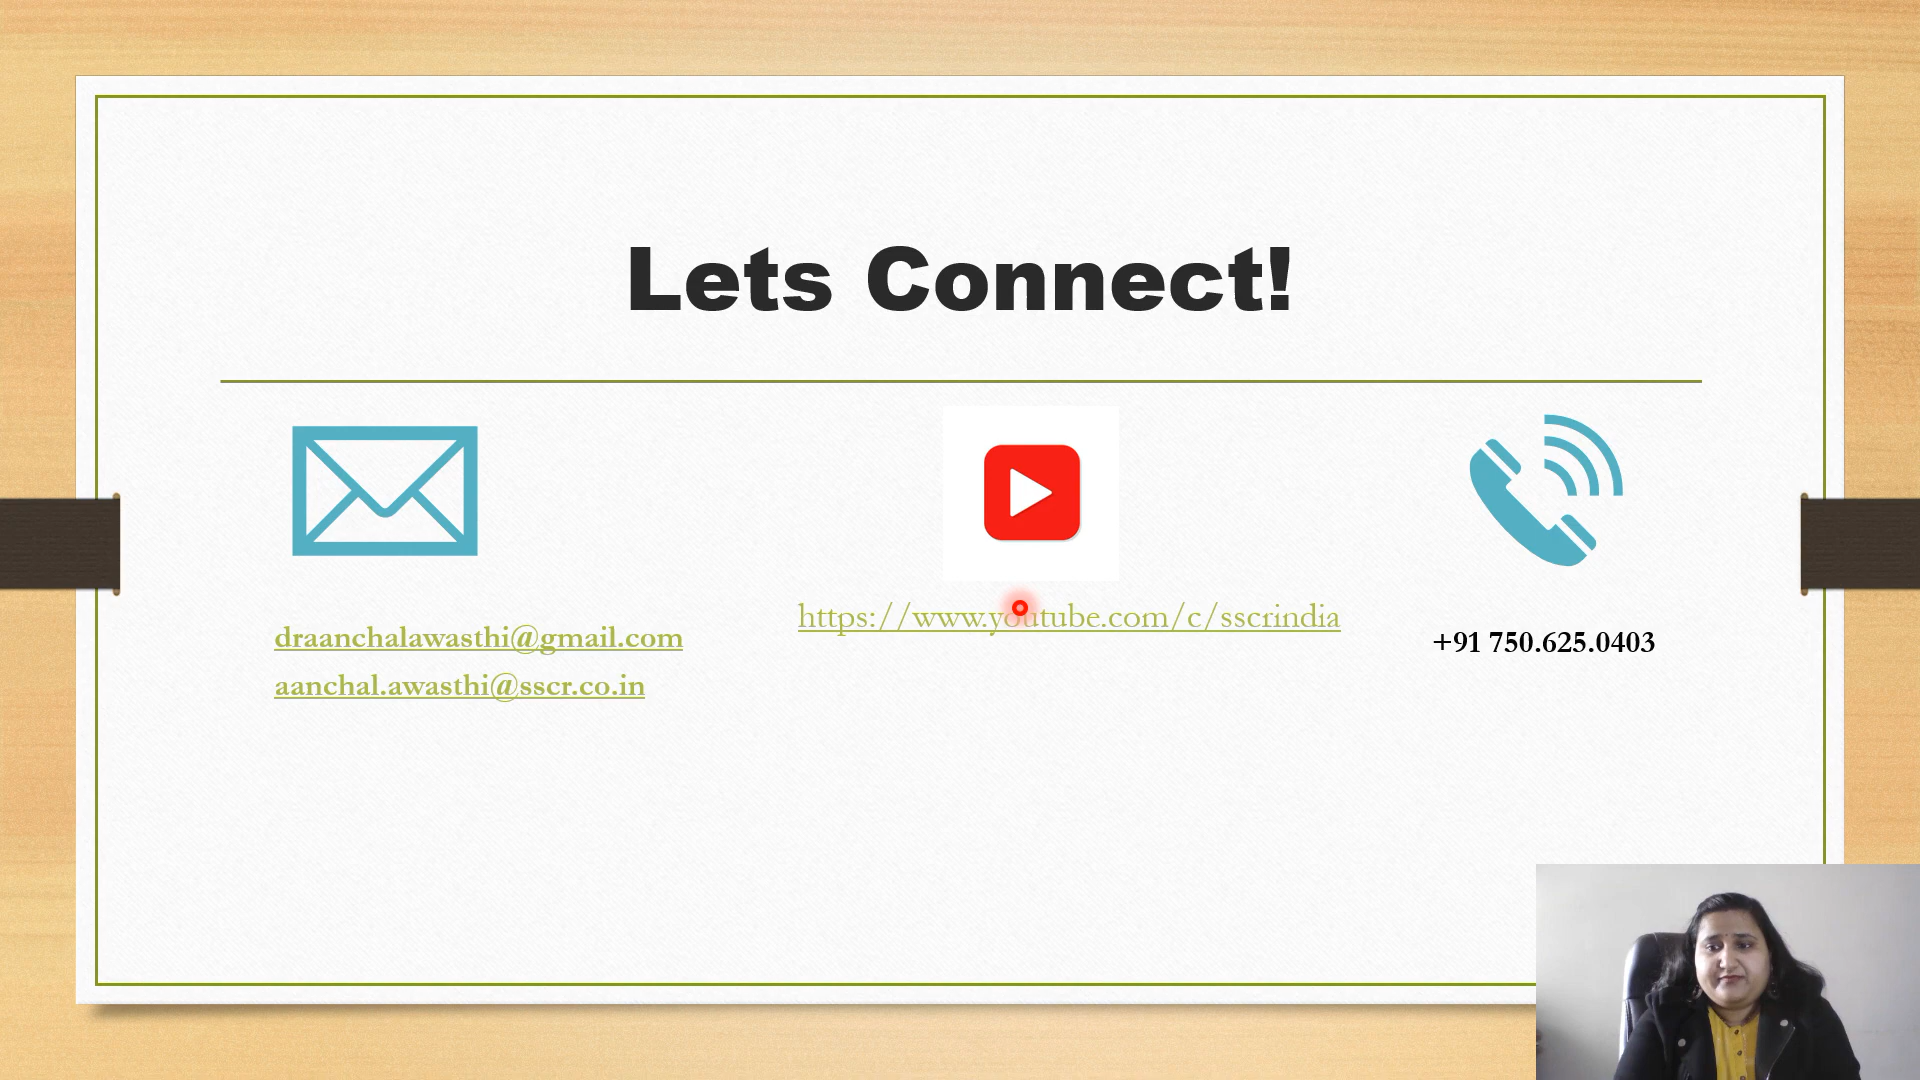 Lets Connect!
draanchalawasthi@gmail.com
aanchal.awasthi@sscr.co.in
https://www.youtube.com/c/sscrindia
+91 750.625.0403